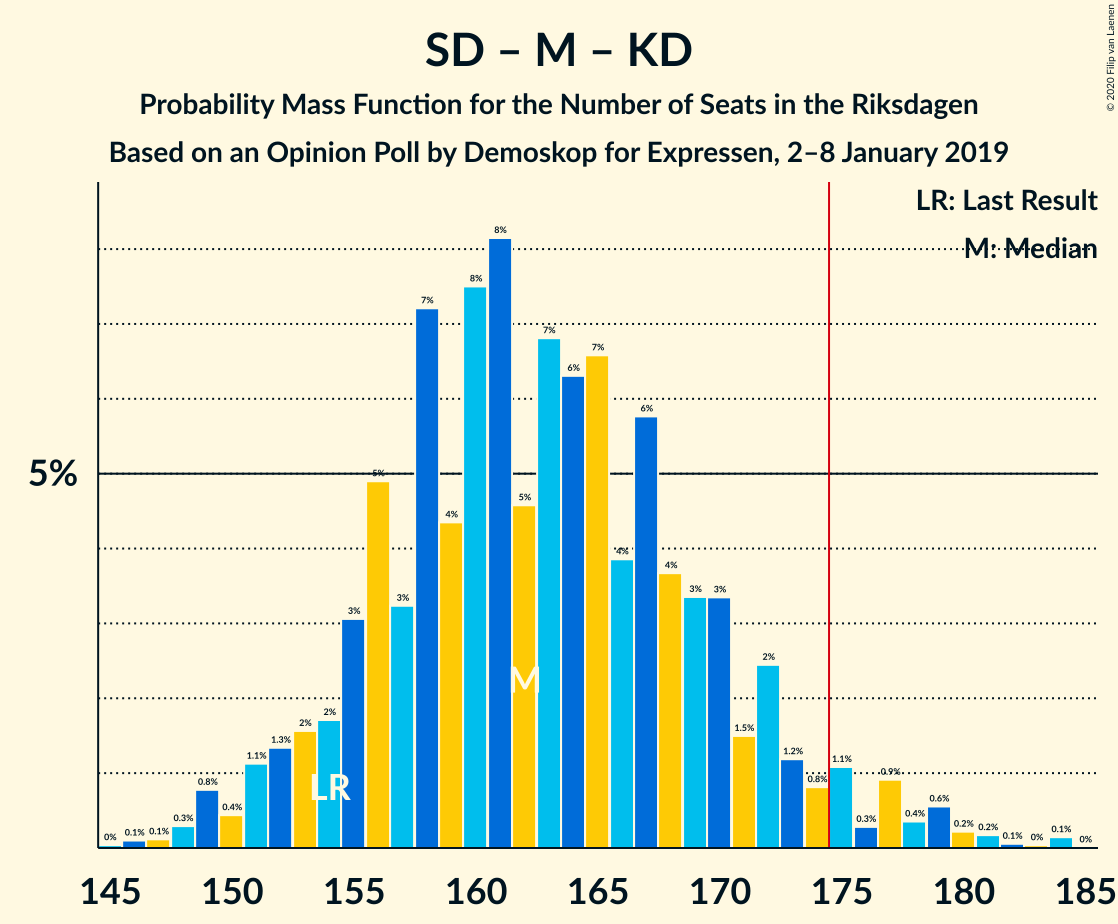 SD – M – KD
Probability Mass Function for the Number of Seats in the Riksdagen
Based on an Opinion Poll by Demoskop for Expressen, 2–8 January 2019
© 2020 Filip van Laenen
LR: Last Result
M: Median
5%
0% 0.1% 0.1% 0.3% 0.8% 0.4% 1.1% 1.3% 2% 2% 3% 5% 3% 7% 4% 8% 8% 5% 7% 6% 7% 4% 6% 4% 3% 3% 1.5% 2% 1.2% 0.8% 1.1% 0.3% 0.9% 0.4% 0.6% 0.2% 0.2% 0.1% 0% 0.1% 0%
M
LR
145 150 155 160 165 170 175 180 185